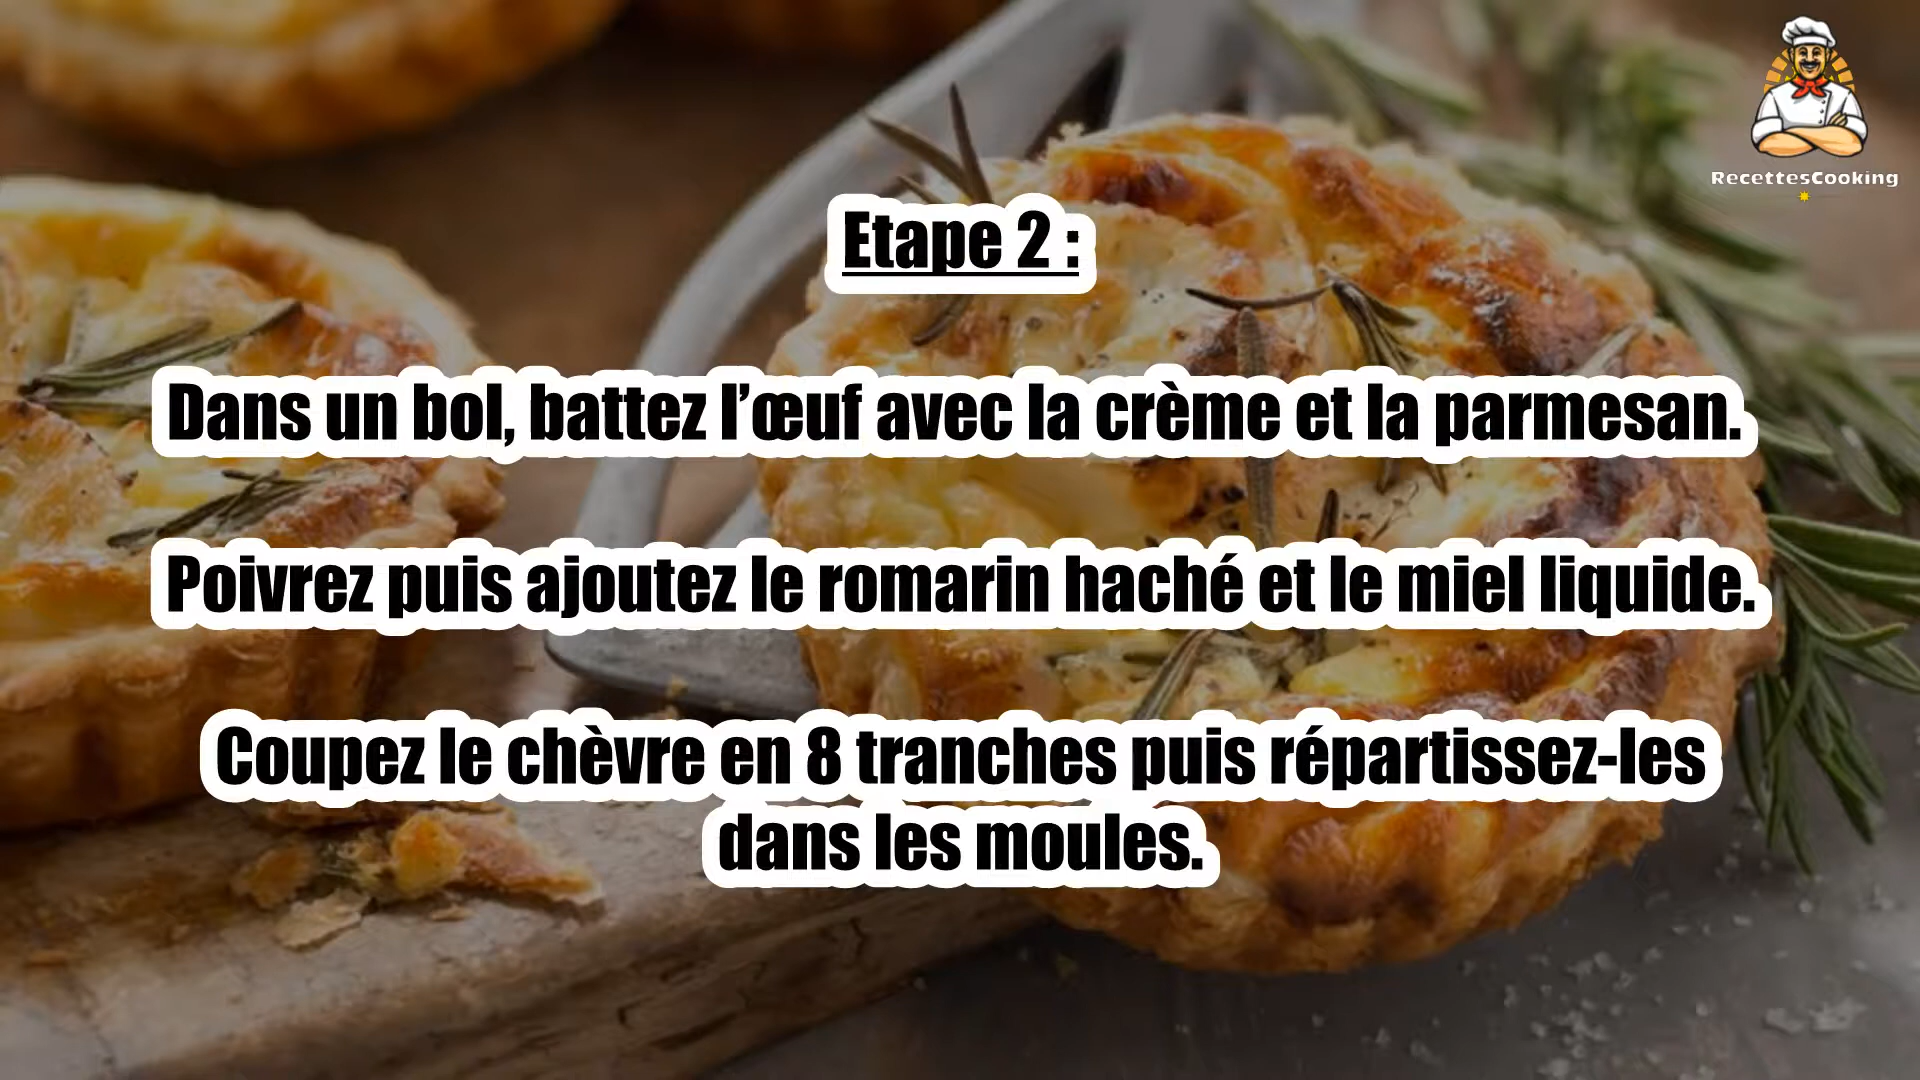 RecettesCooking
Etape 2 :
Dans un bol, battez l’œuf avec la crème et la parmesan.
Poivrez puis ajoutez le romarin haché et le miel liquide.
Coupez le chèvre en 8 tranches puis répartissez-les
dans les moules.